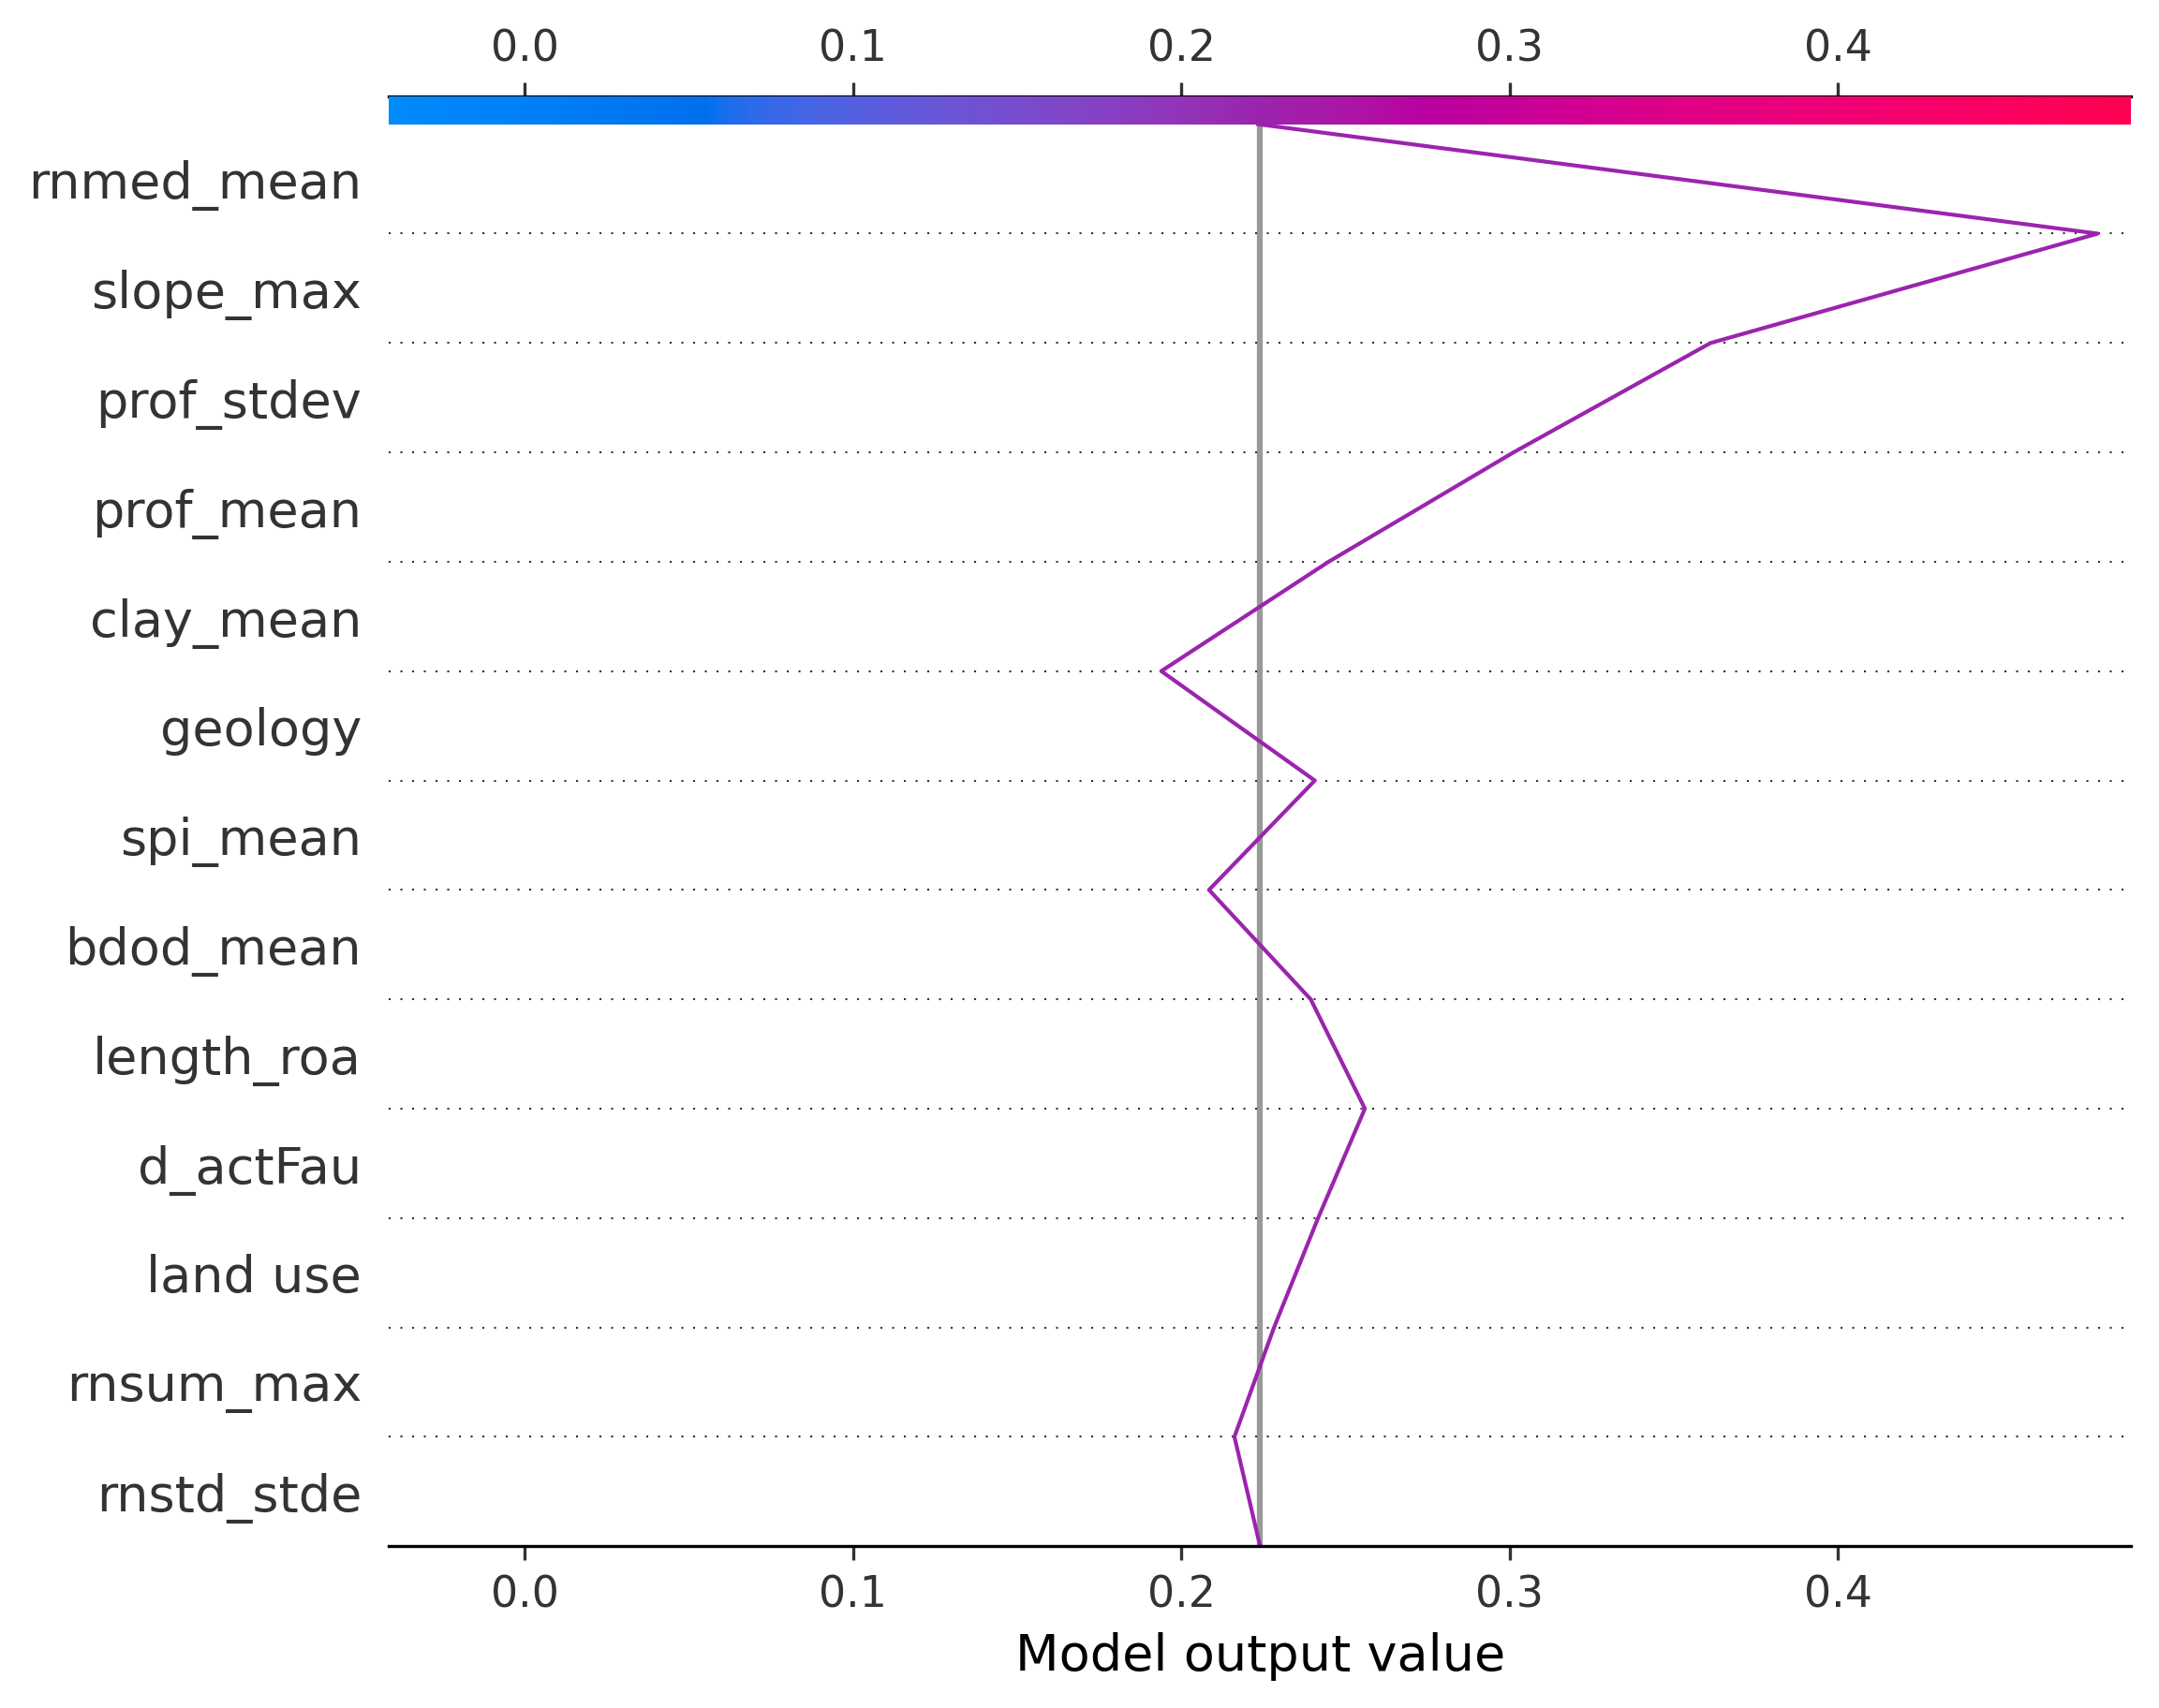 0.0 0.1 0.2 0.3 0.4
rnmed_mean
slope_max
prof_stdev
prof_mean
clay_mean
geology
spi_mean
bdod_mean
length_roa
d_actFau
land use
rnsum_max
rnstd_stde
0.0 0.1 0.2 0.3 0.4
Model output value